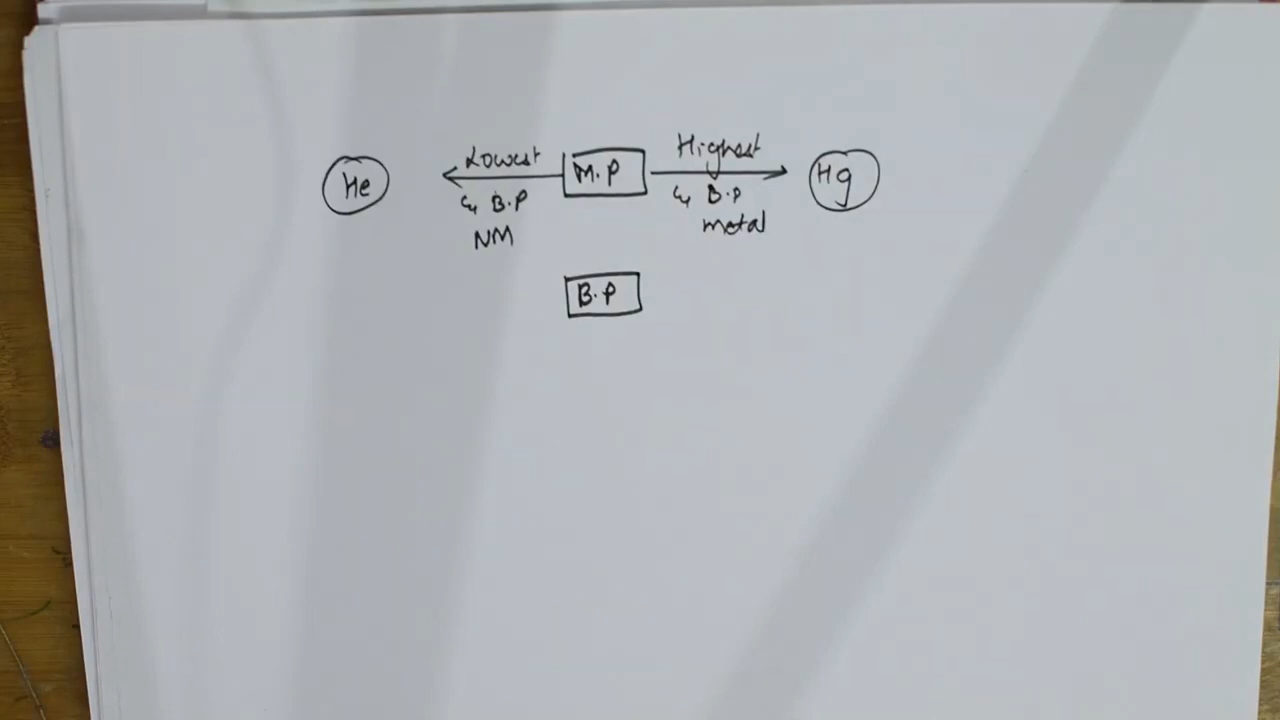 He
Lowest
M.P
Highest
Hg
↳ B.P
NM
↳ B.P
metal
B.P